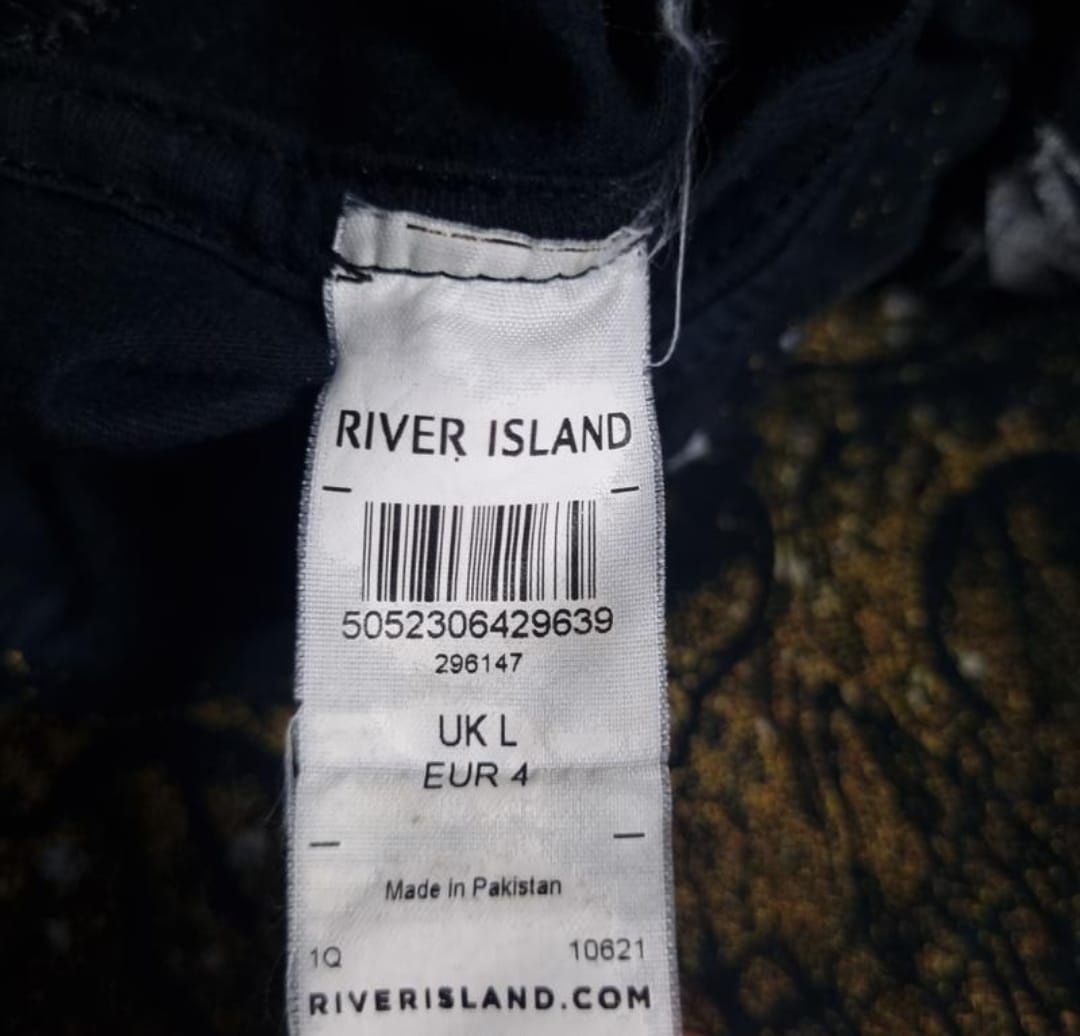 RIVER ISLAND
5052306429639
296147
UK L
EUR 4
Made in Pakistan
1Q 10621
RIVERISLAND.COM